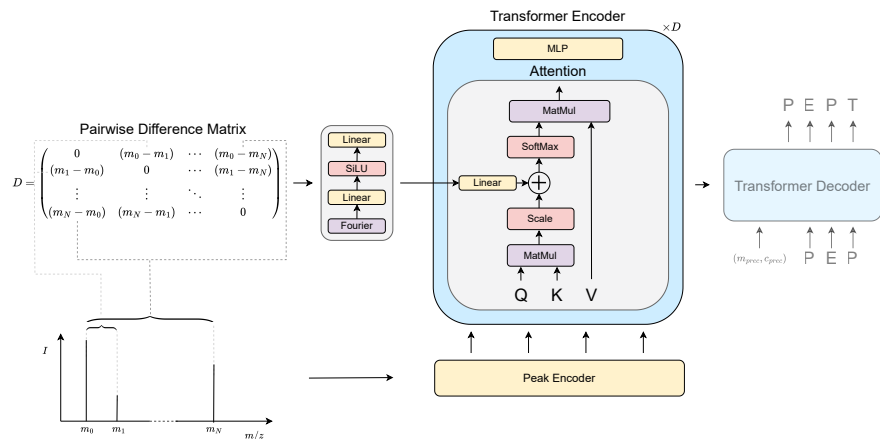 Transformer Encoder
×D
MLP
Attention
MatMul
SoftMax
Linear
Scale
MatMul
Q K V
Pairwise Difference Matrix
D =
0 (m₀ − m₁) ⋯ (m₀ − m_N)
(m₁ − m₀) 0 ⋯ (m₁ − m_N)
⋮ ⋮ ⋱ ⋮
(m_N − m₀) (m_N − m₁) ⋯ 0
Linear
SiLU
Linear
Fourier
P E P T
Transformer Decoder
(m_prec, c_prec) P E P
Peak Encoder
I
m₀ m₁ m_N
m/z